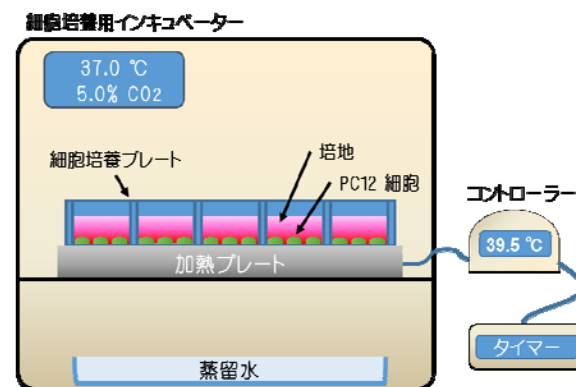 細胞培養用インキュベーター
37.0 ℃
5.0% CO2
細胞培養プレート
培地
PC12 細胞
加熱プレート
コントローラー
39.5 ℃
タイマー
蒸留水